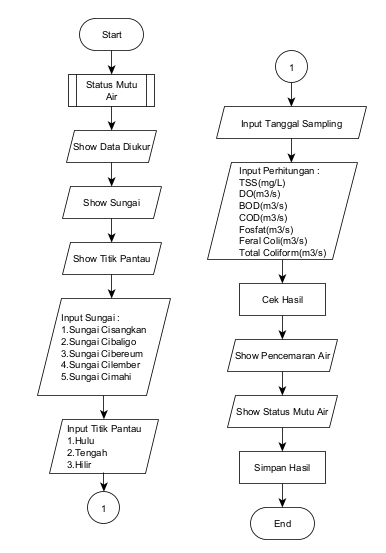 Start
Status Mutu
Air
Show Data Diukur
Show Sungai
Show Titik Pantau
Input Sungai :
1.Sungai Cisangkan
2.Sungai Cibaligo
3.Sungai Cibereum
4.Sungai Cilember
5.Sungai Cimahi
Input Titik Pantau
1.Hulu
2.Tengah
3.Hilir
1
1
Input Tanggal Sampling
Input Perhitungan :
TSS(mg/L)
DO(m3/s)
BOD(m3/s)
COD(m3/s)
Fosfat(m3/s)
Feral Coli(m3/s)
Total Coliform(m3/s)
Cek Hasil
Show Pencemaran Air
Show Status Mutu Air
Simpan Hasil
End